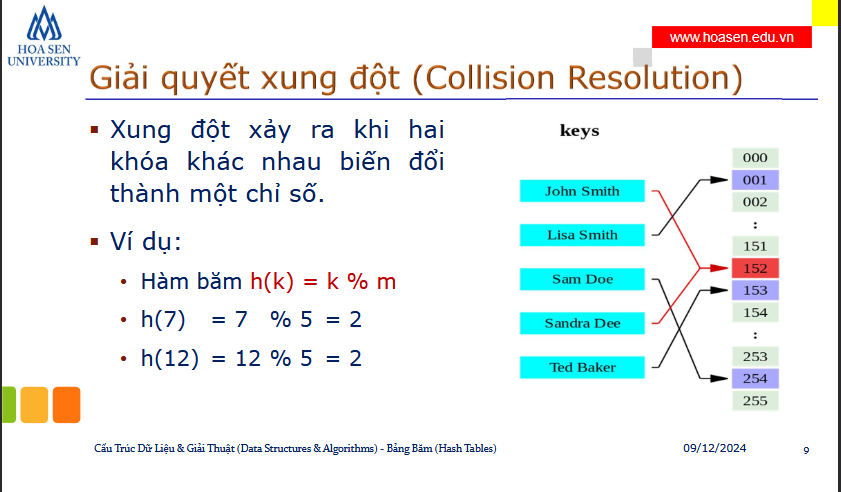 HOA SEN
UNIVERSITY
www.hoasen.edu.vn
Giải quyết xung đột (Collision Resolution)
▪ Xung đột xảy ra khi hai
khóa khác nhau biến đổi
thành một chỉ số.
▪ Ví dụ:
• Hàm băm h(k) = k % m
• h(7) = 7 % 5 = 2
• h(12) = 12 % 5 = 2
keys
John Smith
Lisa Smith
Sam Doe
Sandra Dee
Ted Baker
000
001
002
:
151
152
153
154
:
253
254
255
Cấu Trúc Dữ Liệu & Giải Thuật (Data Structures & Algorithms) - Bảng Băm (Hash Tables)
09/12/2024
9